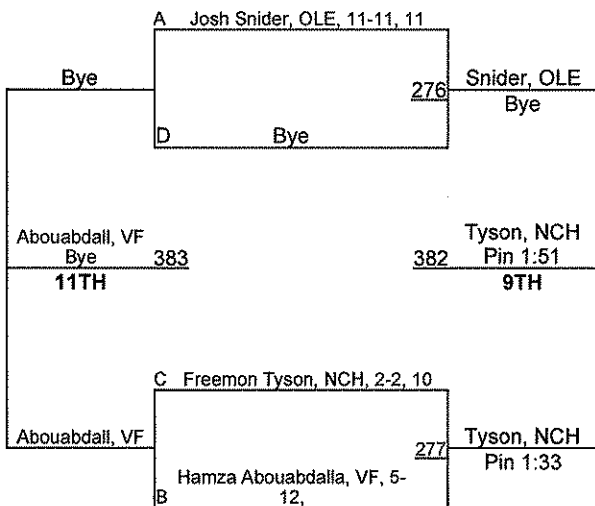 A Josh Snider, OLE, 11-11, 11
Bye
276
Snider, OLE
Bye
D Bye
Abouabdall, VF
Bye 383
11TH
382
Tyson, NCH
Pin 1:51
9TH
C Freemon Tyson, NCH, 2-2, 10
Abouabdall, VF
277
Tyson, NCH
Pin 1:33
Hamza Abouabdalla, VF, 5-
B 12,